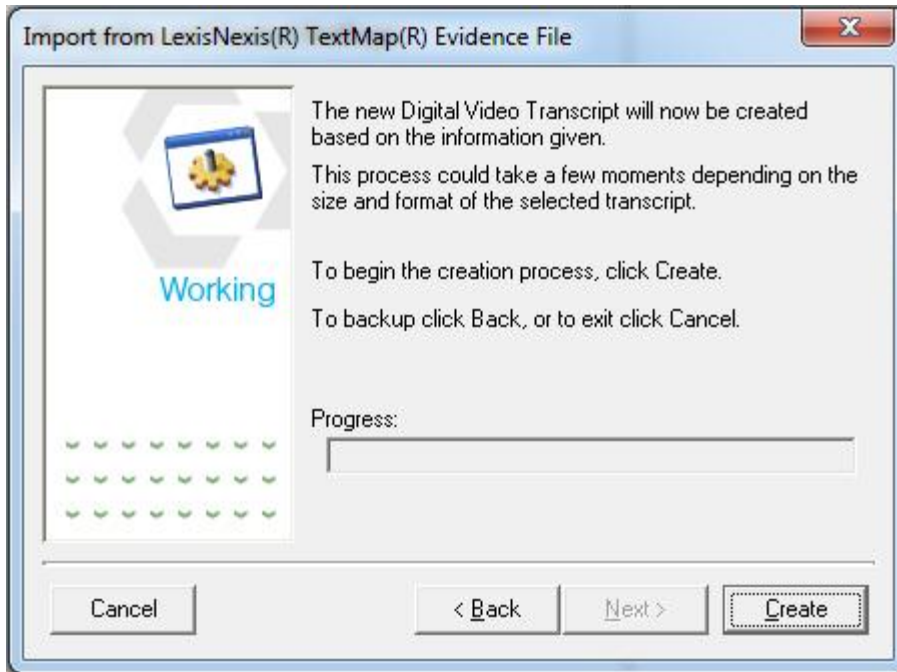 Import from LexisNexis(R) TextMap(R) Evidence File
The new Digital Video Transcript will now be created
based on the information given.
This process could take a few moments depending on the
size and format of the selected transcript.
To begin the creation process, click Create.
To backup click Back, or to exit click Cancel.
Working
Progress:
Cancel
< Back
Next >
Create